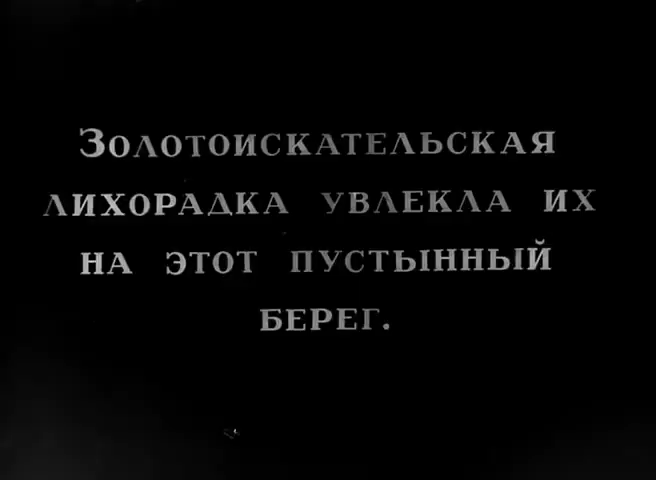 Золотоискательская
лихорадка увлекла их
на этот пустынный
берег.